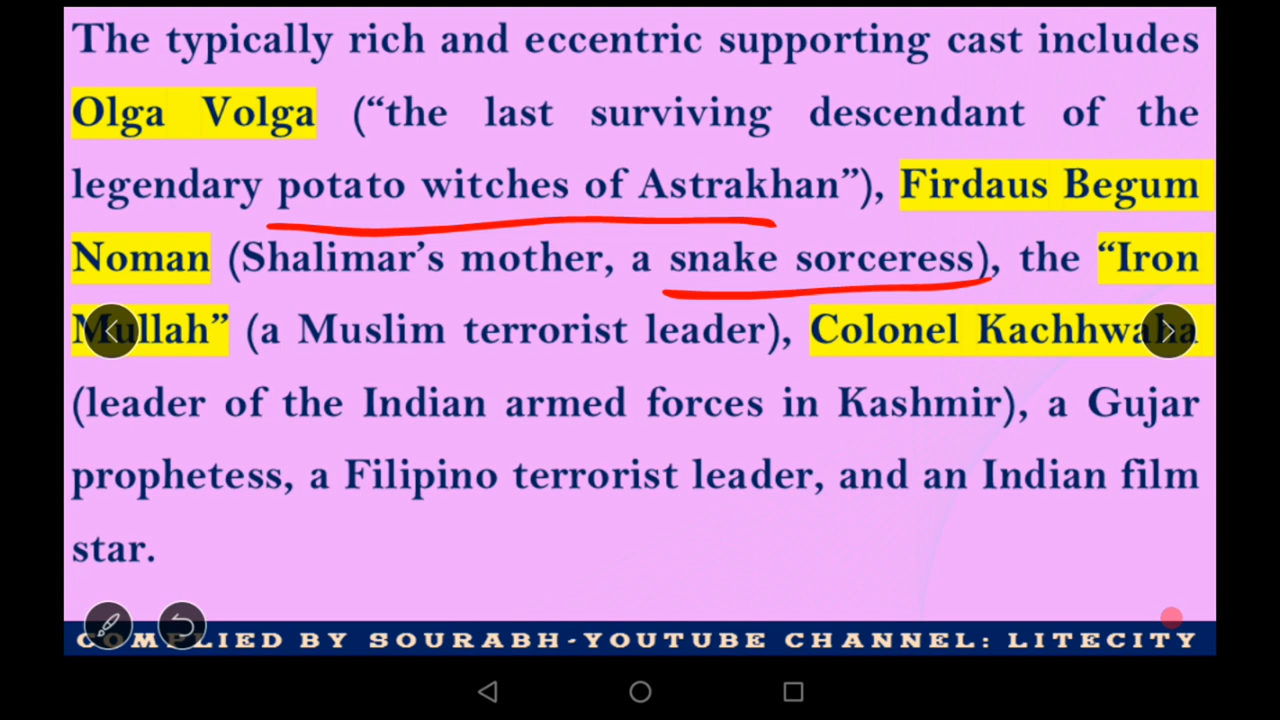 The typically rich and eccentric supporting cast includes
Olga Volga (“the last surviving descendant of the
legendary potato witches of Astrakhan”), Firdaus Begum
Noman (Shalimar’s mother, a snake sorceress), the “Iron
Mullah” (a Muslim terrorist leader), Colonel Kachhwaha
(leader of the Indian armed forces in Kashmir), a Gujar
prophetess, a Filipino terrorist leader, and an Indian film
star.
COMPLIED BY SOURABH-YOUTUBE CHANNEL: LITECITY